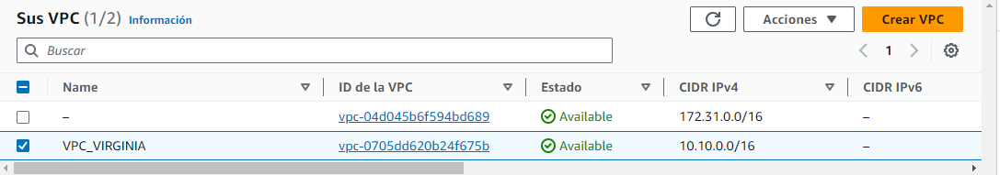 Sus VPC (1/2) Información
Acciones
Crear VPC
Buscar
1
Name ID de la VPC Estado CIDR IPv4 CIDR IPv6
– vpc-04d045b6f594bd689 Available 172.31.0.0/16 –
VPC_VIRGINIA vpc-0705dd620b24f675b Available 10.10.0.0/16 –